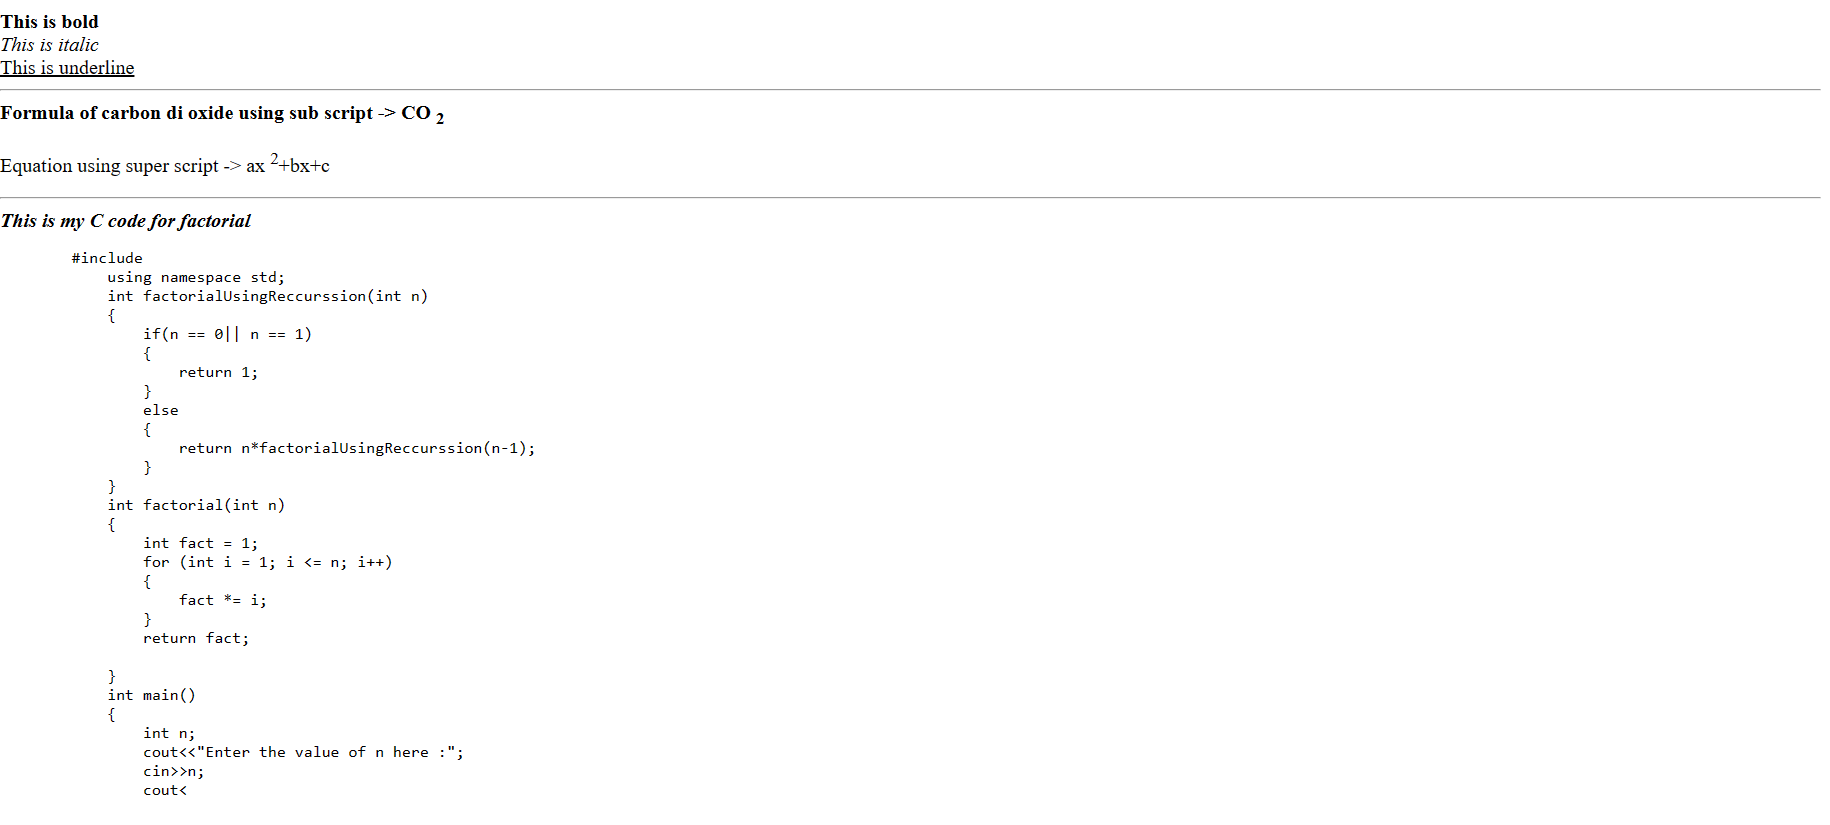 This is bold
This is italic
This is underline
Formula of carbon di oxide using sub script -> CO 2
Equation using super script -> ax 2+bx+c
This is my C code for factorial
#include
using namespace std;
int factorialUsingReccurssion(int n)
{
if(n == 0|| n == 1)
{
return 1;
}
else
{
return n*factorialUsingReccurssion(n-1);
}
}
int factorial(int n)
{
int fact = 1;
for (int i = 1; i <= n; i++)
{
fact *= i;
}
return fact;
}
int main()
{
int n;
cout<<"Enter the value of n here :";
cin>>n;
cout<